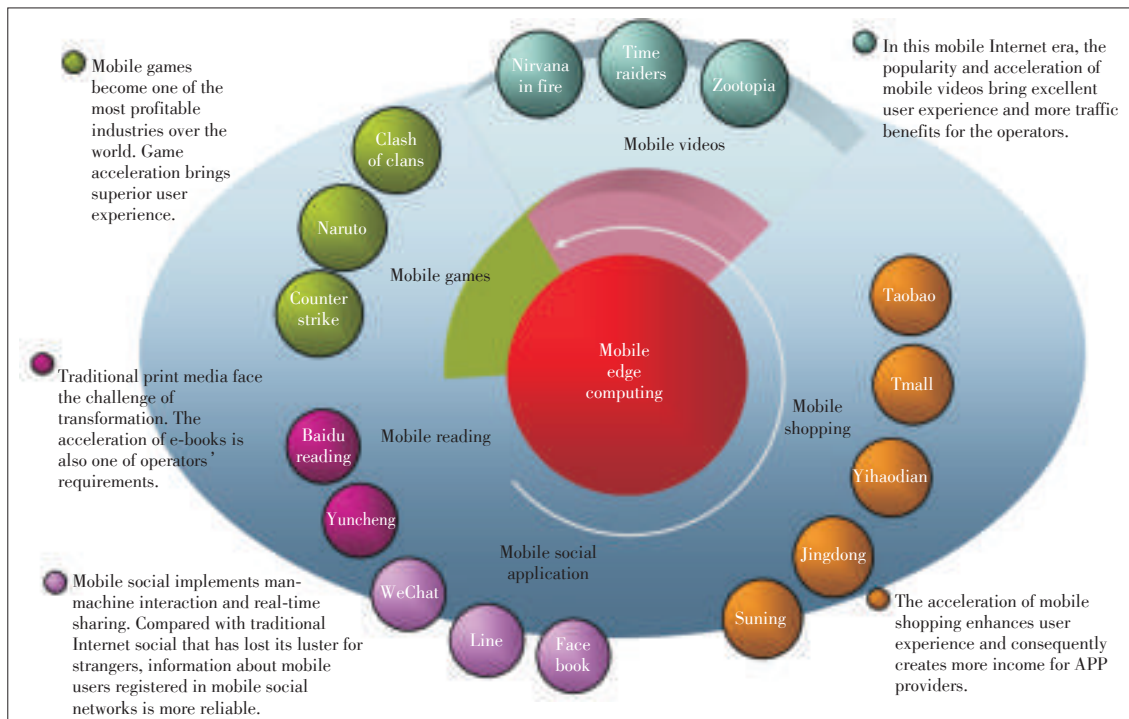 Mobile games
become one of the
most profitable
industries over the
world. Game
acceleration brings
superior user
experience.
Nirvana
in fire
Time
raiders
Zootopia
Mobile videos
In this mobile Internet era, the
popularity and acceleration of
mobile videos bring excellent
user experience and more traffic
benefits for the operators.
Clash
of clans
Naruto
Counter
strike
Mobile games
Mobile
edge
computing
Taobao
Tmall
Yihaodian
Jingdong
Suning
Mobile
shopping
Traditional print media face
the challenge of
transformation. The
acceleration of e-books is
also one of operators’
requirements.
Baidu
reading
Yuncheng
Mobile reading
Mobile social
application
WeChat
Line
Face
book
Mobile social implements man-
machine interaction and real-time
sharing. Compared with traditional
Internet social that has lost its luster for
strangers, information about mobile
users registered in mobile social
networks is more reliable.
The acceleration of mobile
shopping enhances user
experience and consequently
creates more income for APP
providers.